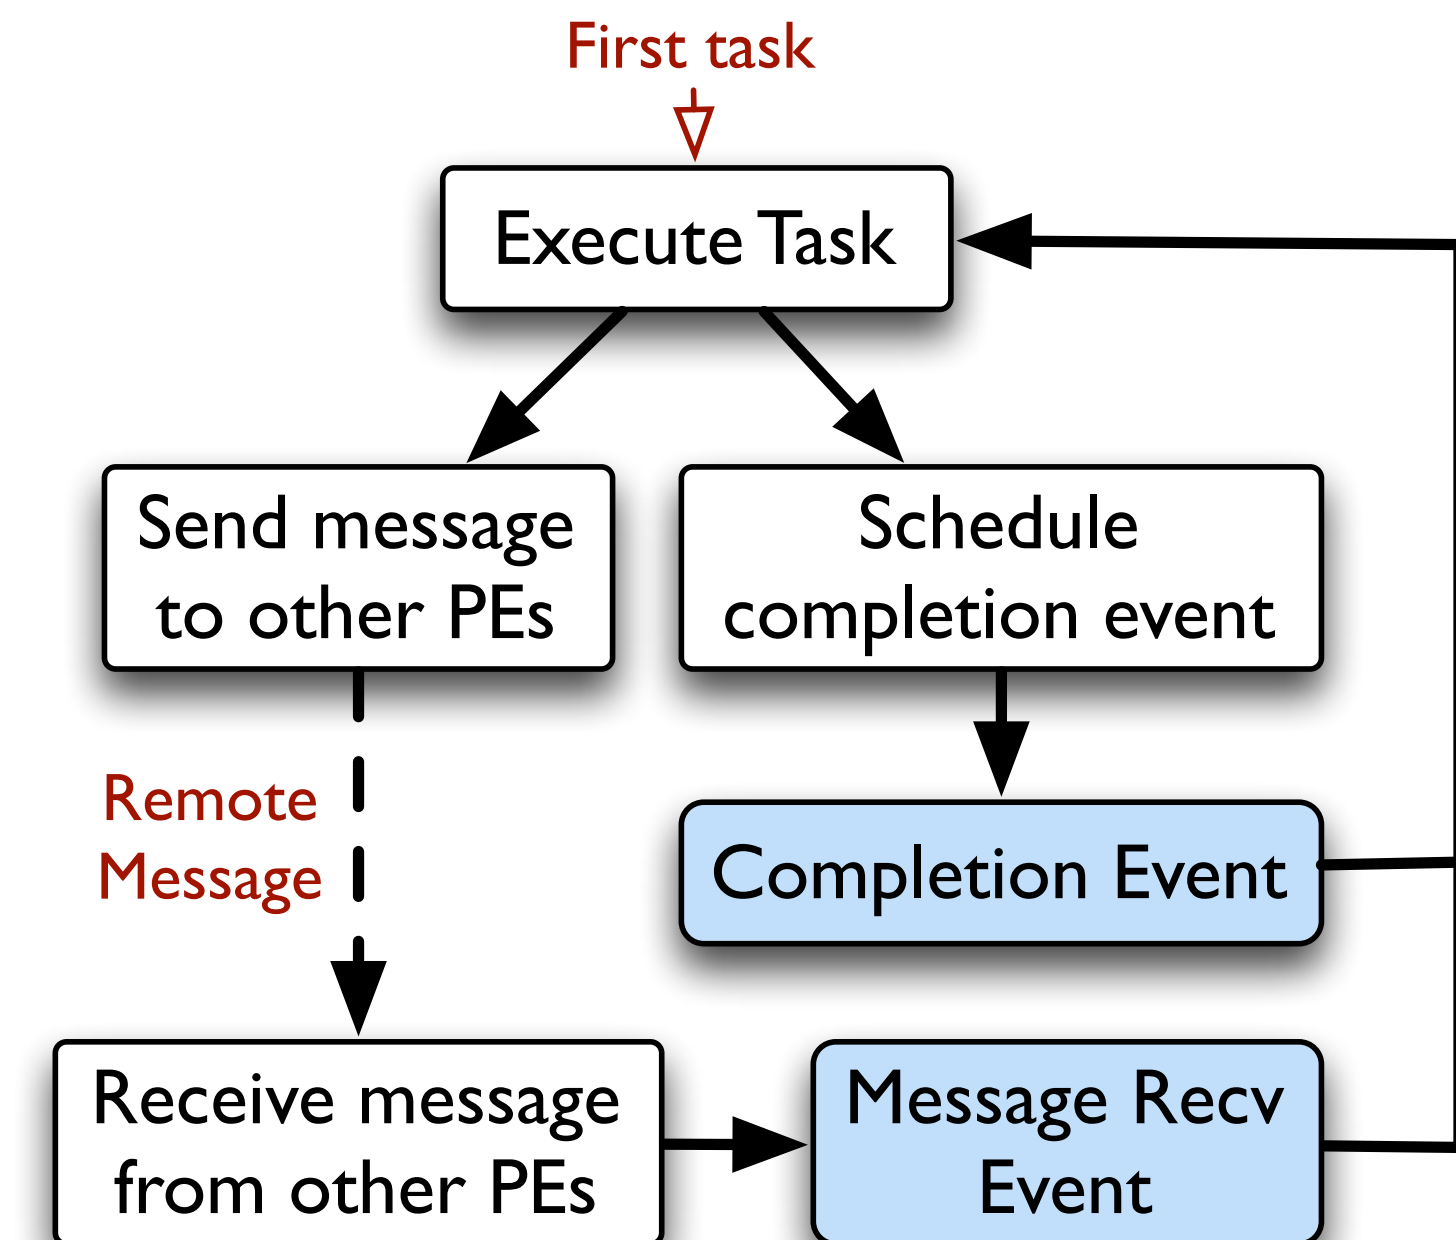 First task
Execute Task
Send message
to other PEs
Schedule
completion event
Remote
Message
Completion Event
Receive message
from other PEs
Message Recv
Event